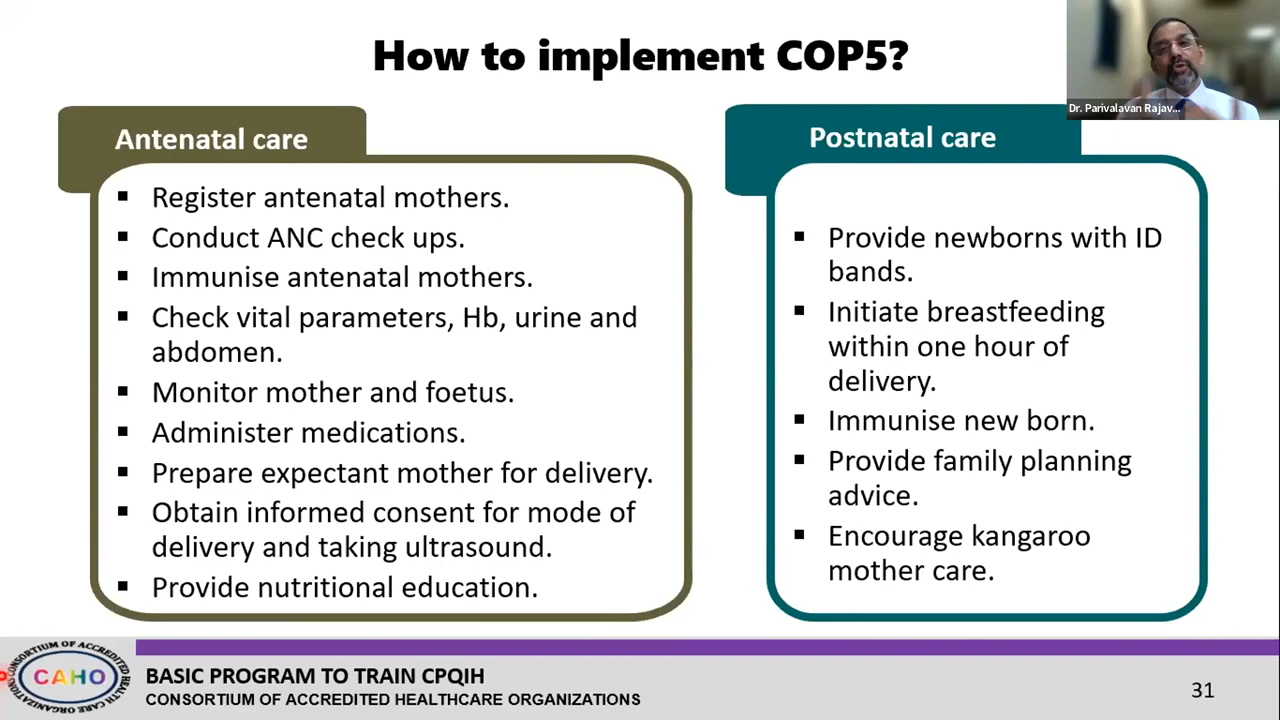 How to implement COP5?
Dr. Parivalavan Rajav...
Antenatal care
▪ Register antenatal mothers.
▪ Conduct ANC check ups.
▪ Immunise antenatal mothers.
▪ Check vital parameters, Hb, urine and
abdomen.
▪ Monitor mother and foetus.
▪ Administer medications.
▪ Prepare expectant mother for delivery.
▪ Obtain informed consent for mode of
delivery and taking ultrasound.
▪ Provide nutritional education.
Postnatal care
▪ Provide newborns with ID
bands.
▪ Initiate breastfeeding
within one hour of
delivery.
▪ Immunise new born.
▪ Provide family planning
advice.
▪ Encourage kangaroo
mother care.
CONSORTIUM OF ACCREDITED HEALTH CARE ORGANIZATIONS
CAHO
BASIC PROGRAM TO TRAIN CPQIH
CONSORTIUM OF ACCREDITED HEALTHCARE ORGANIZATIONS
31